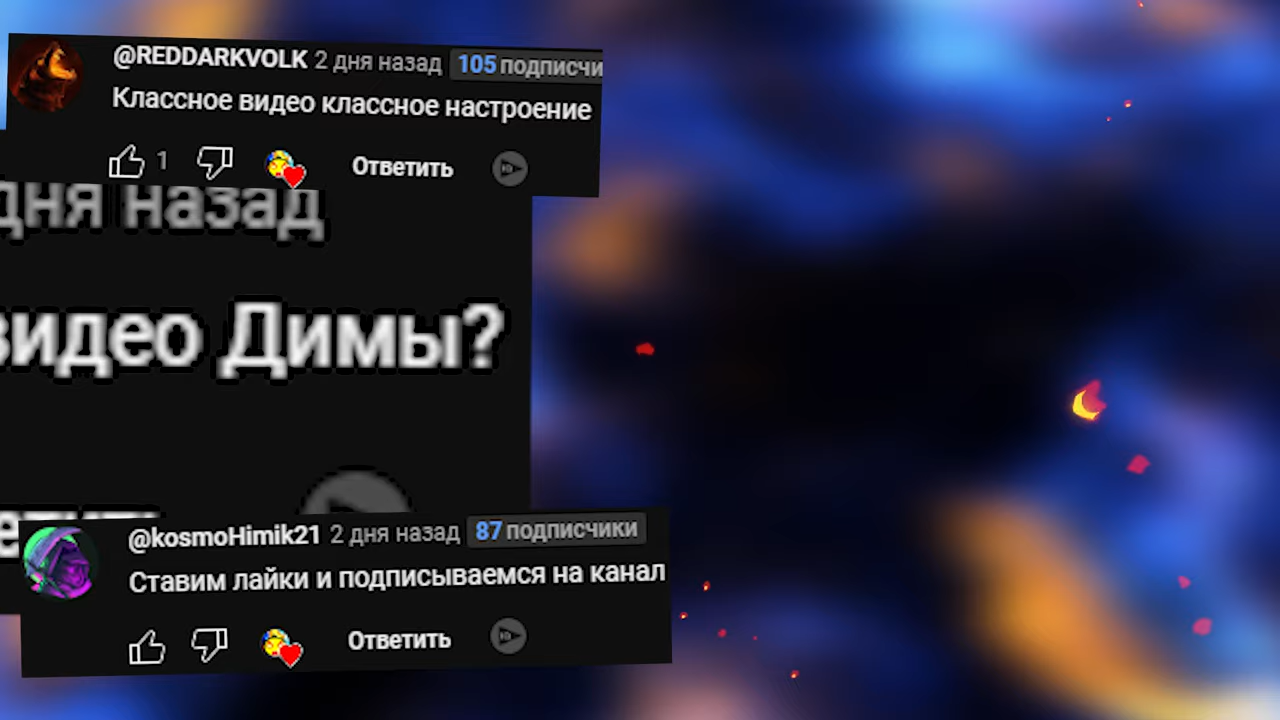 @REDDARKVOLK 2 дня назад 105 подписчи
Классное видео классное настроение
1 Ответить
дня назад
видео Димы?
@kosmoHimik21 2 дня назад 87 подписчики
Ставим лайки и подписываемся на канал
Ответить